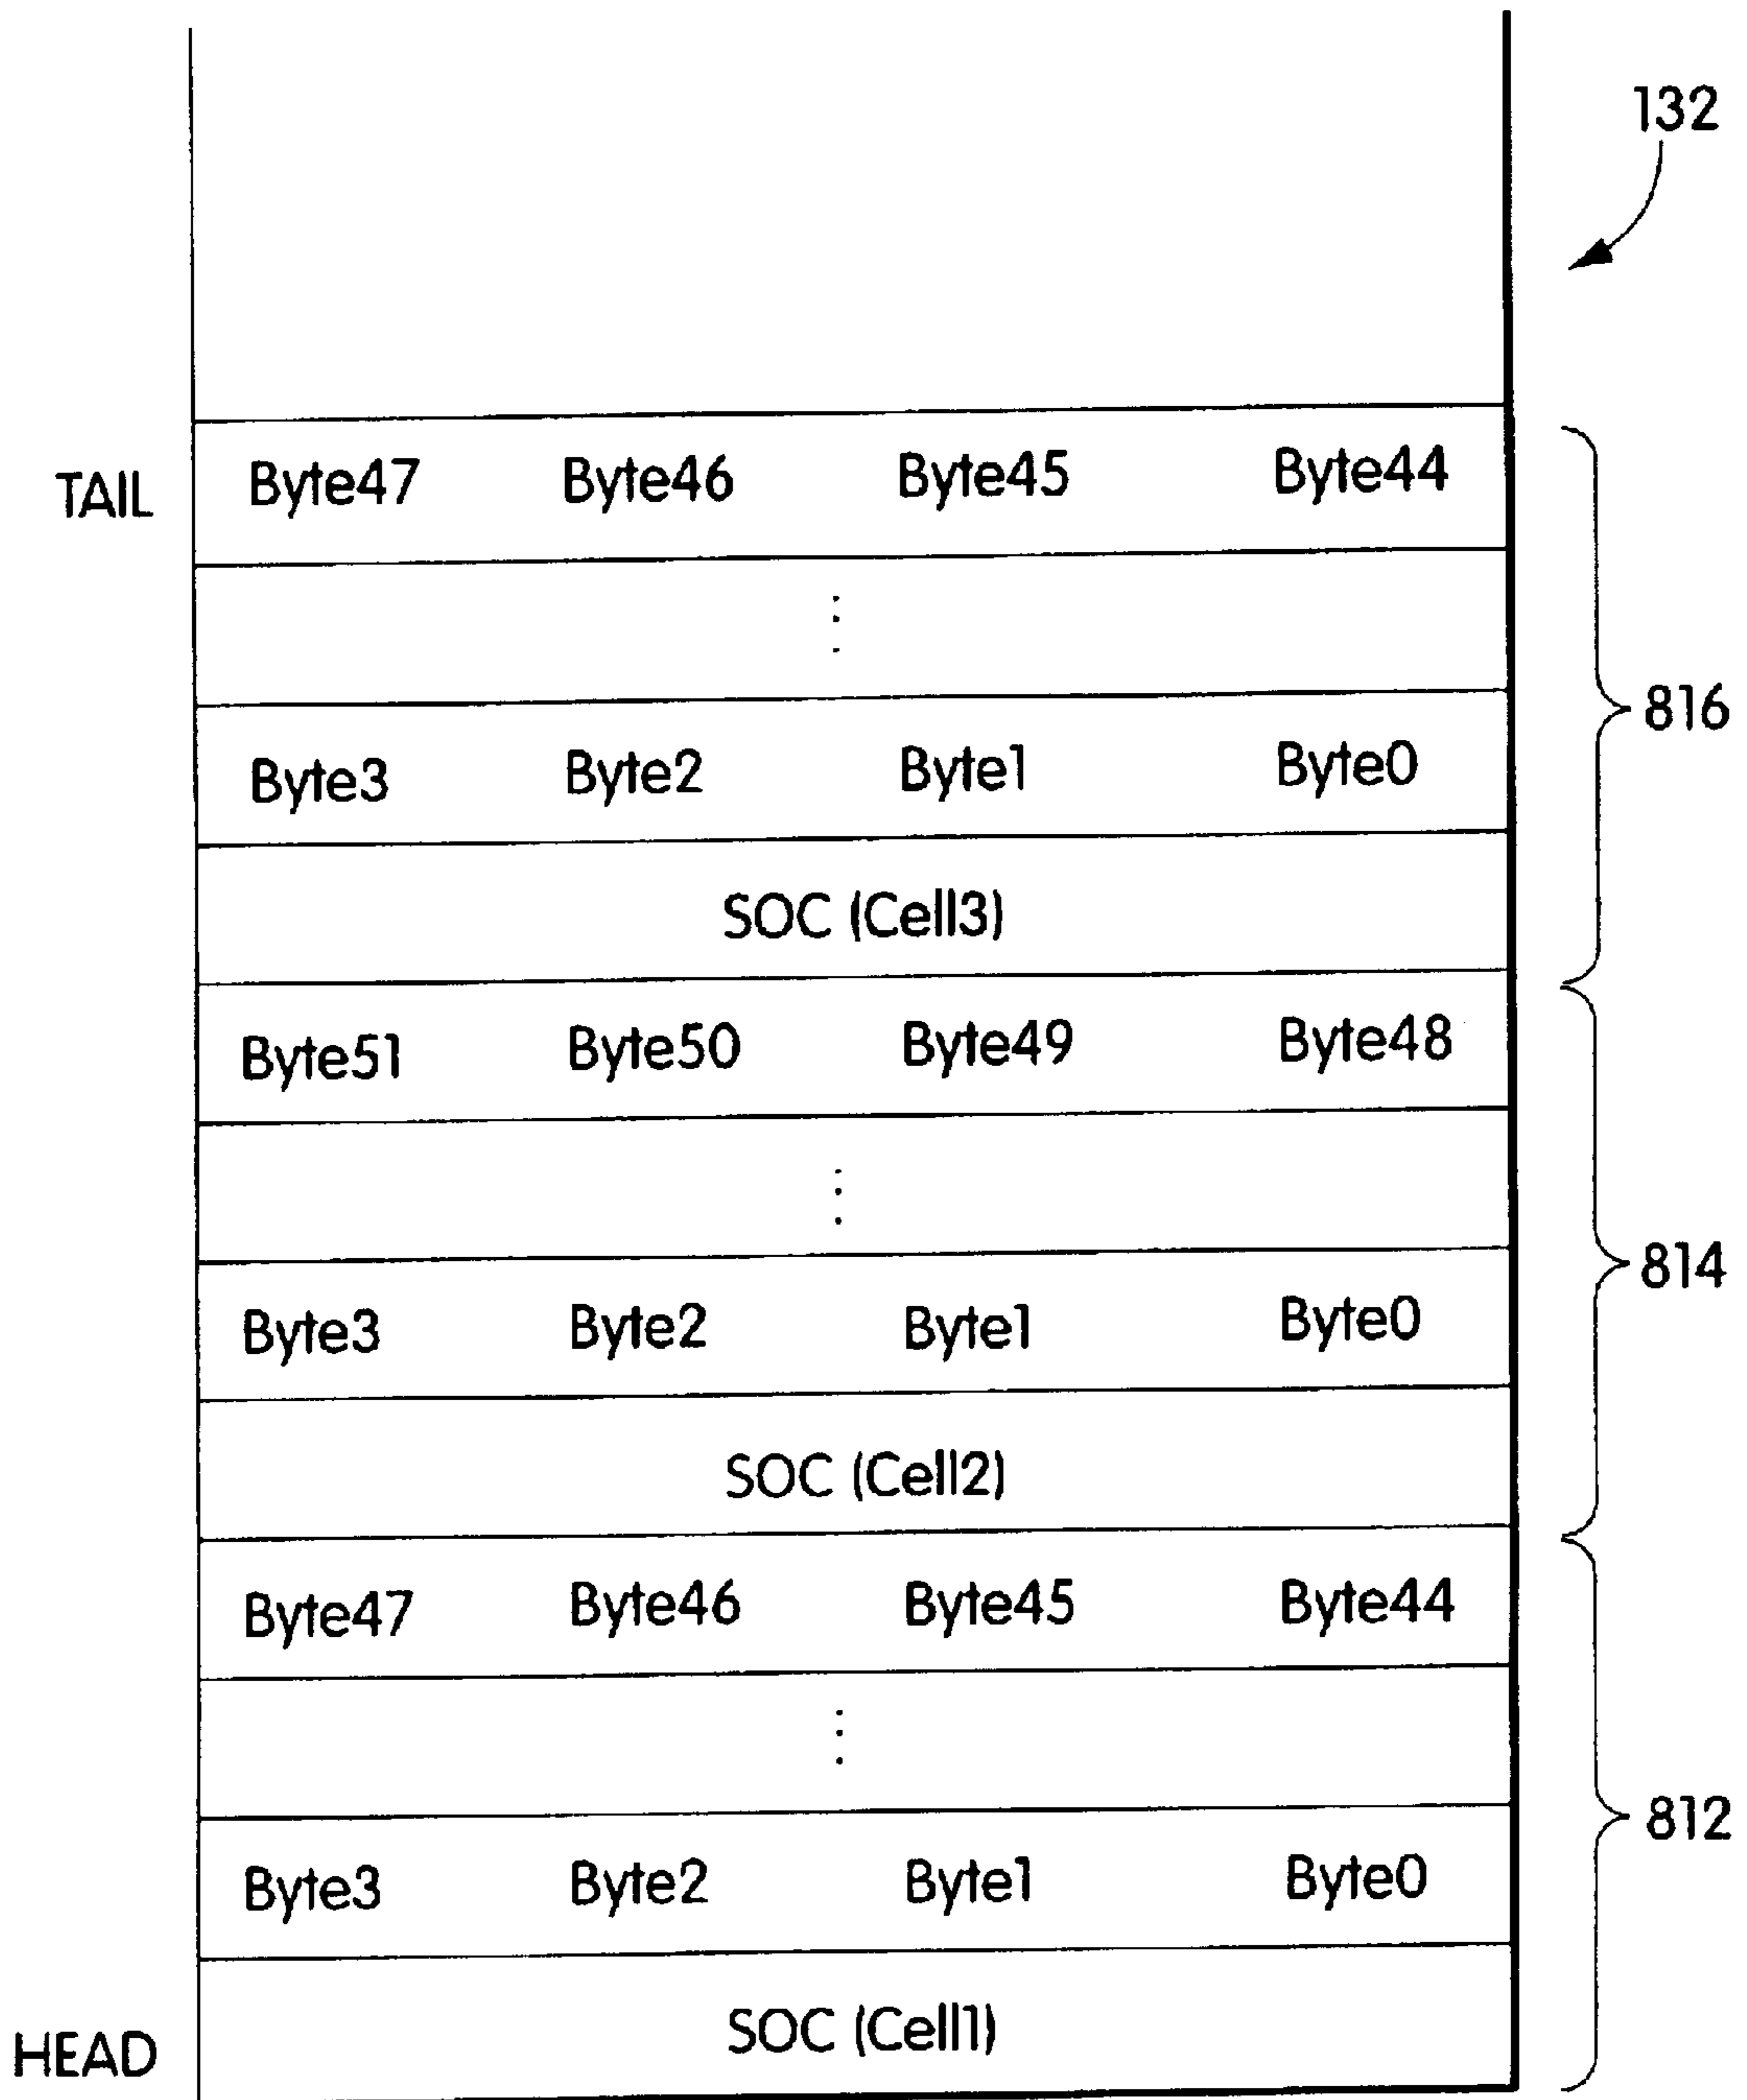 132
TAIL Byte47 Byte46 Byte45 Byte44
816
Byte3 Byte2 Byte1 Byte0
SOC (Cell3)
Byte51 Byte50 Byte49 Byte48
814
Byte3 Byte2 Byte1 Byte0
SOC (Cell2)
Byte47 Byte46 Byte45 Byte44
812
Byte3 Byte2 Byte1 Byte0
HEAD SOC (Cell1)